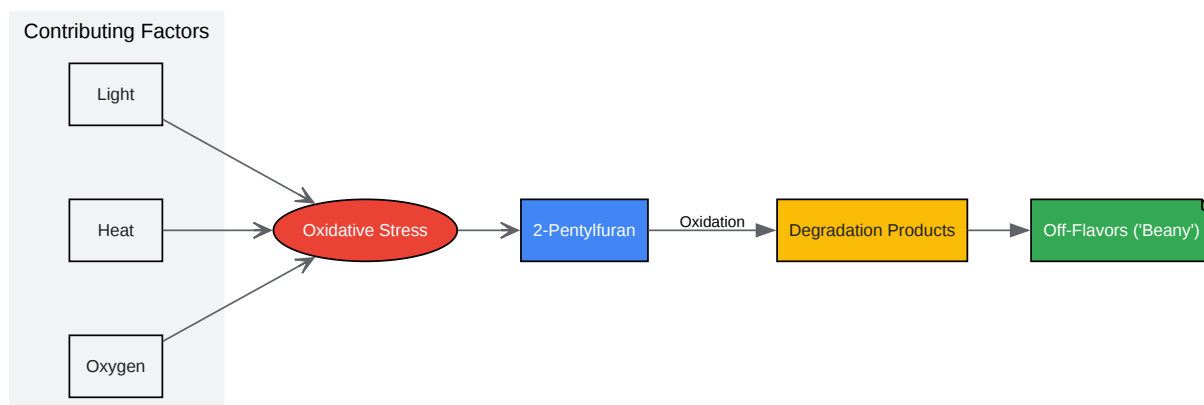 Contributing Factors
Light
Heat
Oxygen
Oxidative Stress
2-Pentylfuran
Oxidation
Degradation Products
Off-Flavors ('Beany')